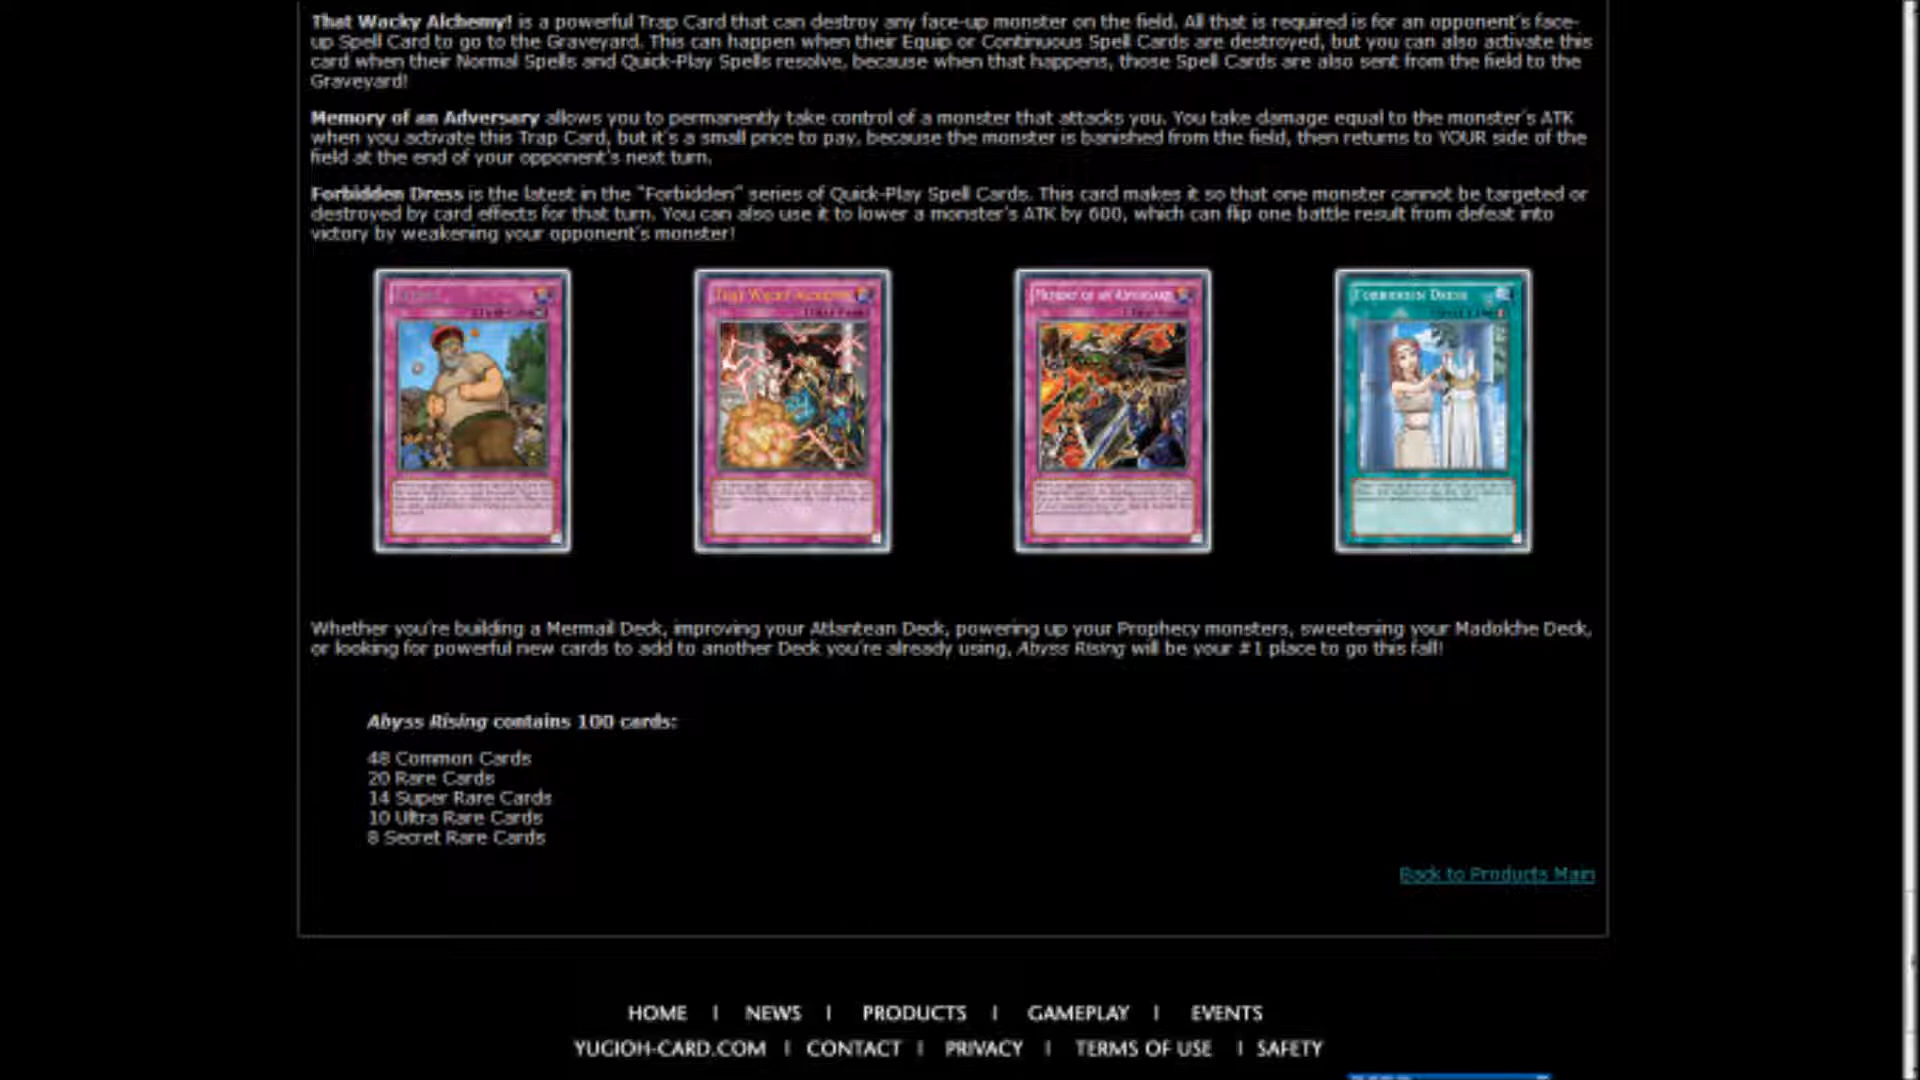 That Wacky Alchemy! is a powerful Trap Card that can destroy any face-up monster on the field. All that is required is for an opponent's face-
up Spell Card to go to the Graveyard. This can happen when their Equip or Continuous Spell Cards are destroyed, but you can also activate this
card when their Normal Spells and Quick-Play Spells resolve, because when that happens, those Spell Cards are also sent from the field to the
Graveyard!
Memory of an Adversary allows you to permanently take control of a monster that attacks you. You take damage equal to the monster's ATK
when you activate this Trap Card, but it's a small price to pay, because the monster is banished from the field, then returns to YOUR side of the
field at the end of your opponent's next turn.
Forbidden Dress is the latest in the "Forbidden" series of Quick-Play Spell Cards. This card makes it so that one monster cannot be targeted or
destroyed by card effects for that turn. You can also use it to lower a monster's ATK by 600, which can flip one battle result from defeat into
victory by weakening your opponent's monster!
That Wacky Alchemy!
Memory of an Adversary
Forbidden Dress
Whether you're building a Mermail Deck, improving your Atlantean Deck, powering up your Prophecy monsters, sweetening your Madolche Deck,
or looking for powerful new cards to add to another Deck you're already using, Abyss Rising will be your #1 place to go this fall!
Abyss Rising contains 100 cards:
48 Common Cards
20 Rare Cards
14 Super Rare Cards
10 Ultra Rare Cards
8 Secret Rare Cards
Back to Products Main
HOME | NEWS | PRODUCTS | GAMEPLAY | EVENTS
YUGIOH-CARD.COM | CONTACT | PRIVACY | TERMS OF USE | SAFETY